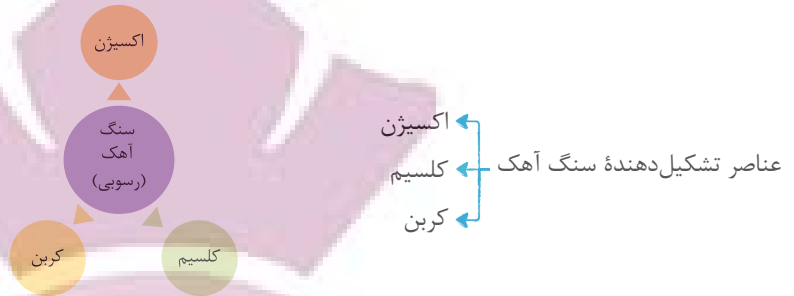 اکسیژن
سنگ
آهک
(رسوبی)
کربن
کلسیم
عناصر تشکیل‌دهندهٔ سنگ آهک
اکسیژن
کلسیم
کربن